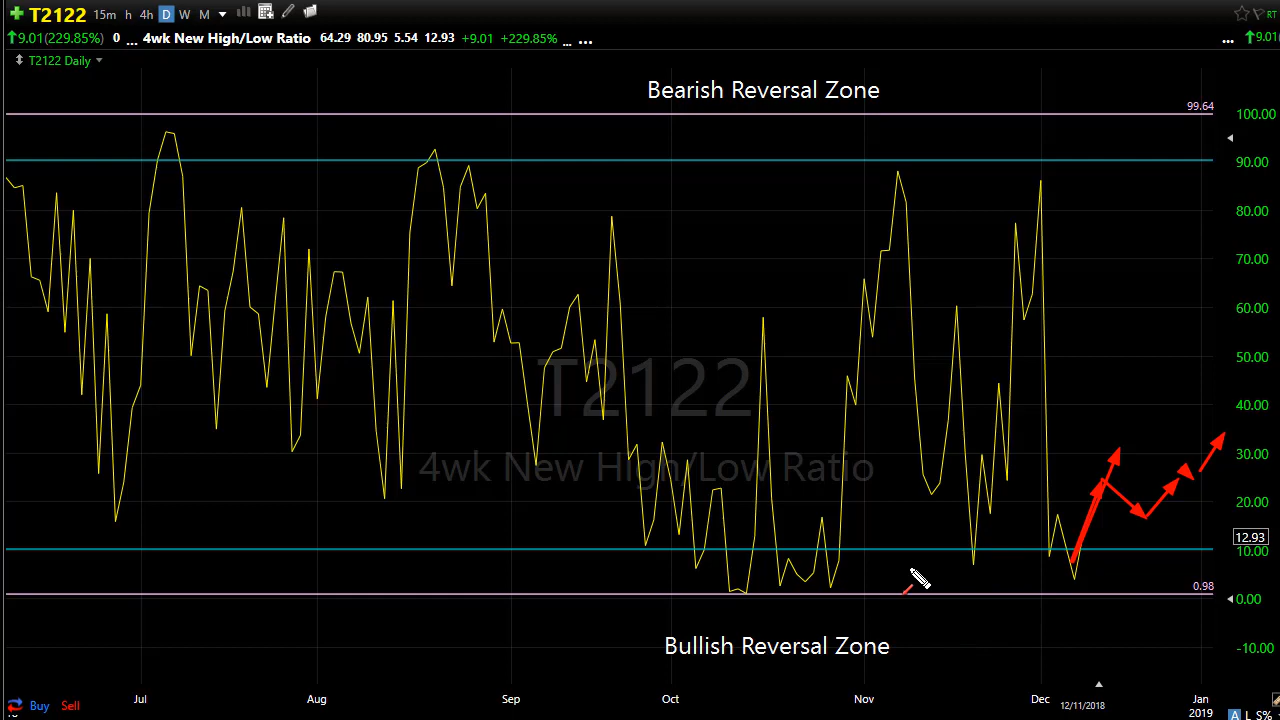 T2122 15m h 4h D W M
RT
9.01(229.85%) 0 ... 4wk New High/Low Ratio 64.29 80.95 5.54 12.93 +9.01 +229.85% ... ...
... 9.01
T2122 Daily
Bearish Reversal Zone
99.64
100.00
90.00
80.00
70.00
60.00
50.00
T2122
40.00
30.00
4wk New High/Low Ratio
20.00
12.93
10.00
0.98
0.00
Bullish Reversal Zone
-10.00
Jul Aug Sep Oct Nov Dec Jan
12/11/2018 2019
Buy Sell
A L S%